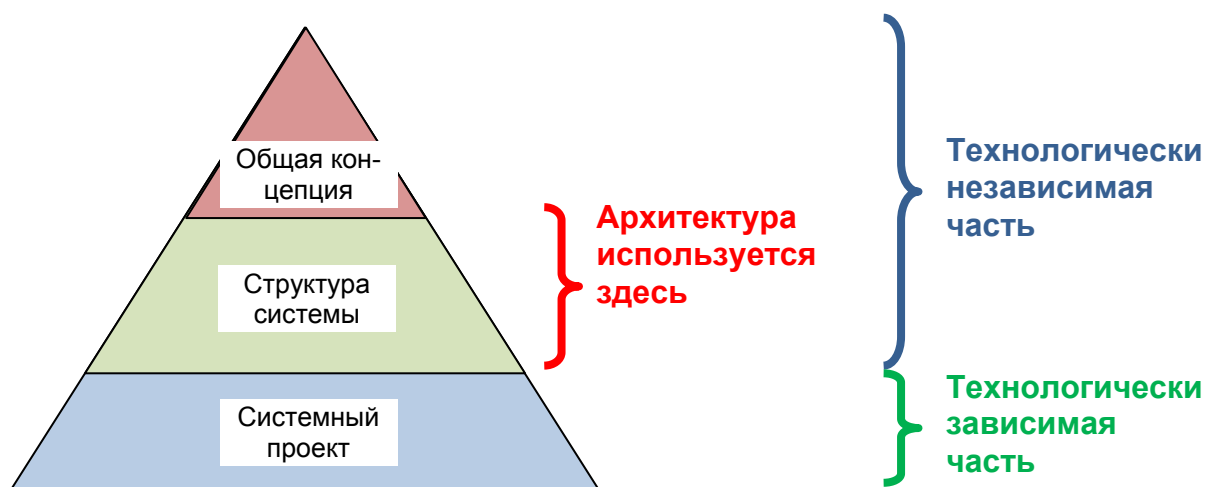 Общая кон-
цепция
Структура
системы
Системный
проект
Архитектура
используется
здесь
Технологически
независимая
часть
Технологически
зависимая
часть